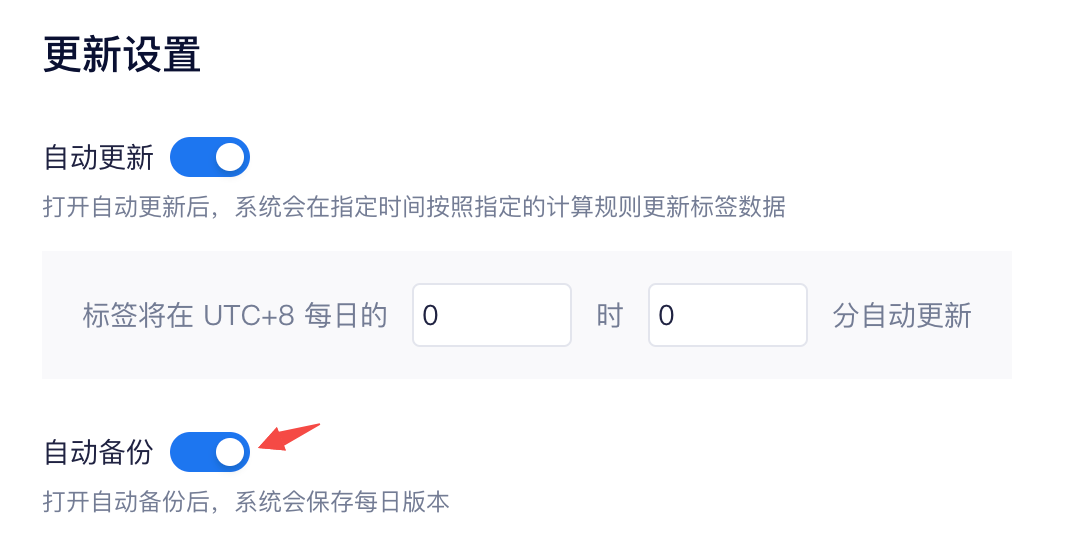 更新设置
自动更新
打开自动更新后，系统会在指定时间按照指定的计算规则更新标签数据
标签将在 UTC+8 每日的 0 时 0 分自动更新
自动备份
打开自动备份后，系统会保存每日版本